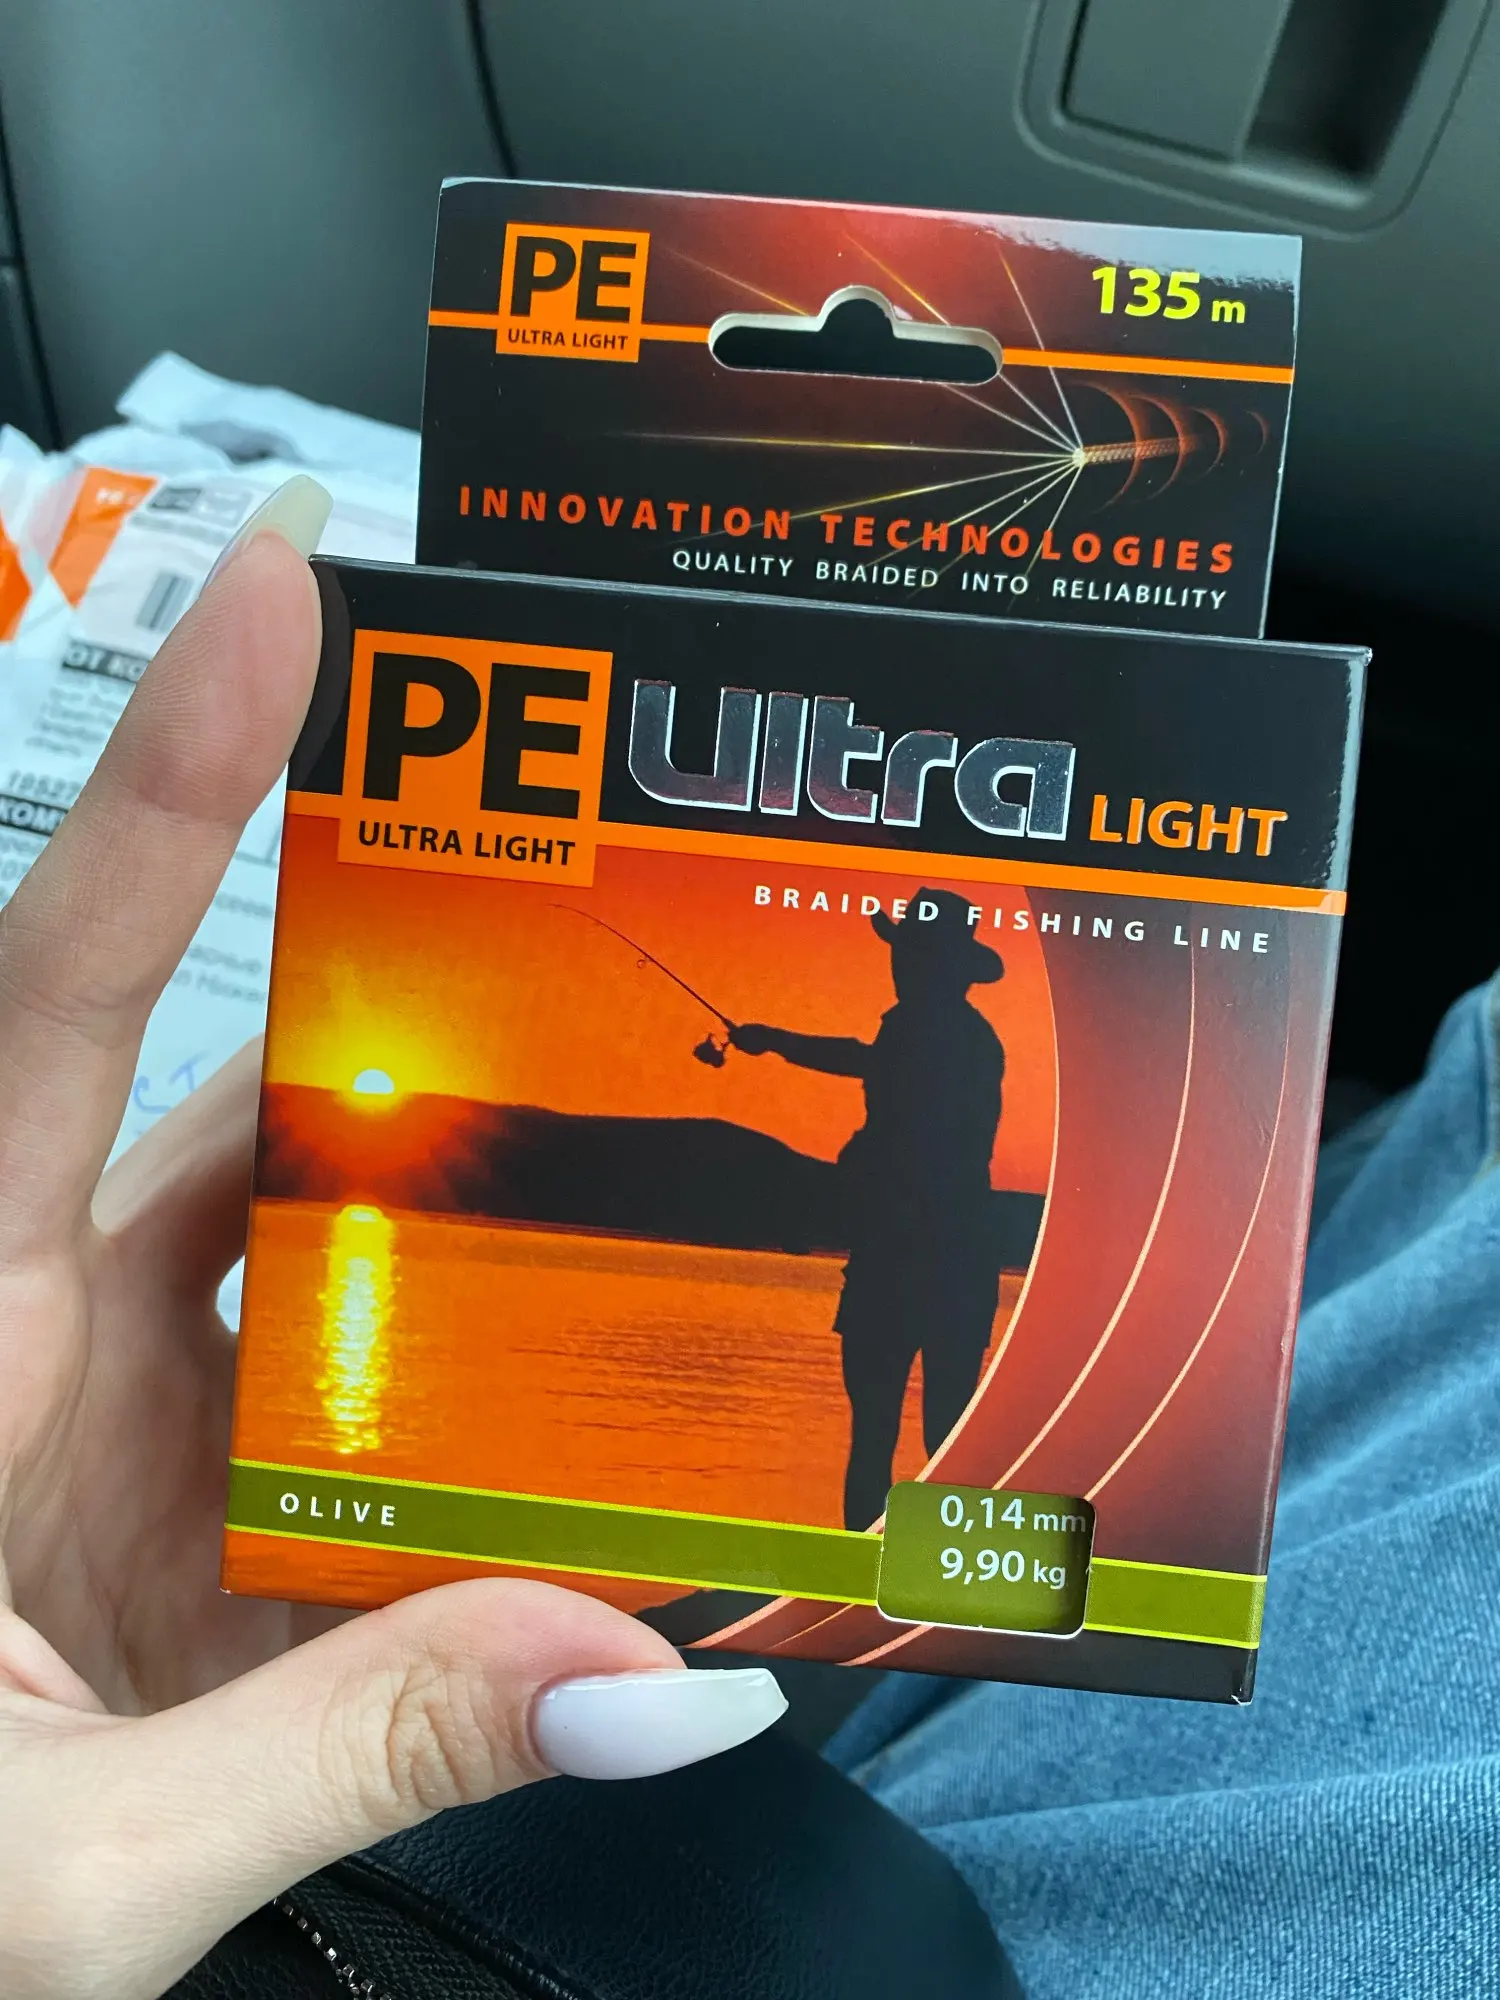 PE
ULTRA LIGHT
135 m
INNOVATION TECHNOLOGIES
QUALITY BRAIDED INTO RELIABILITY
PE
ULTRA LIGHT
Ultra LIGHT
BRAIDED FISHING LINE
OLIVE
0,14 mm
9,90 kg